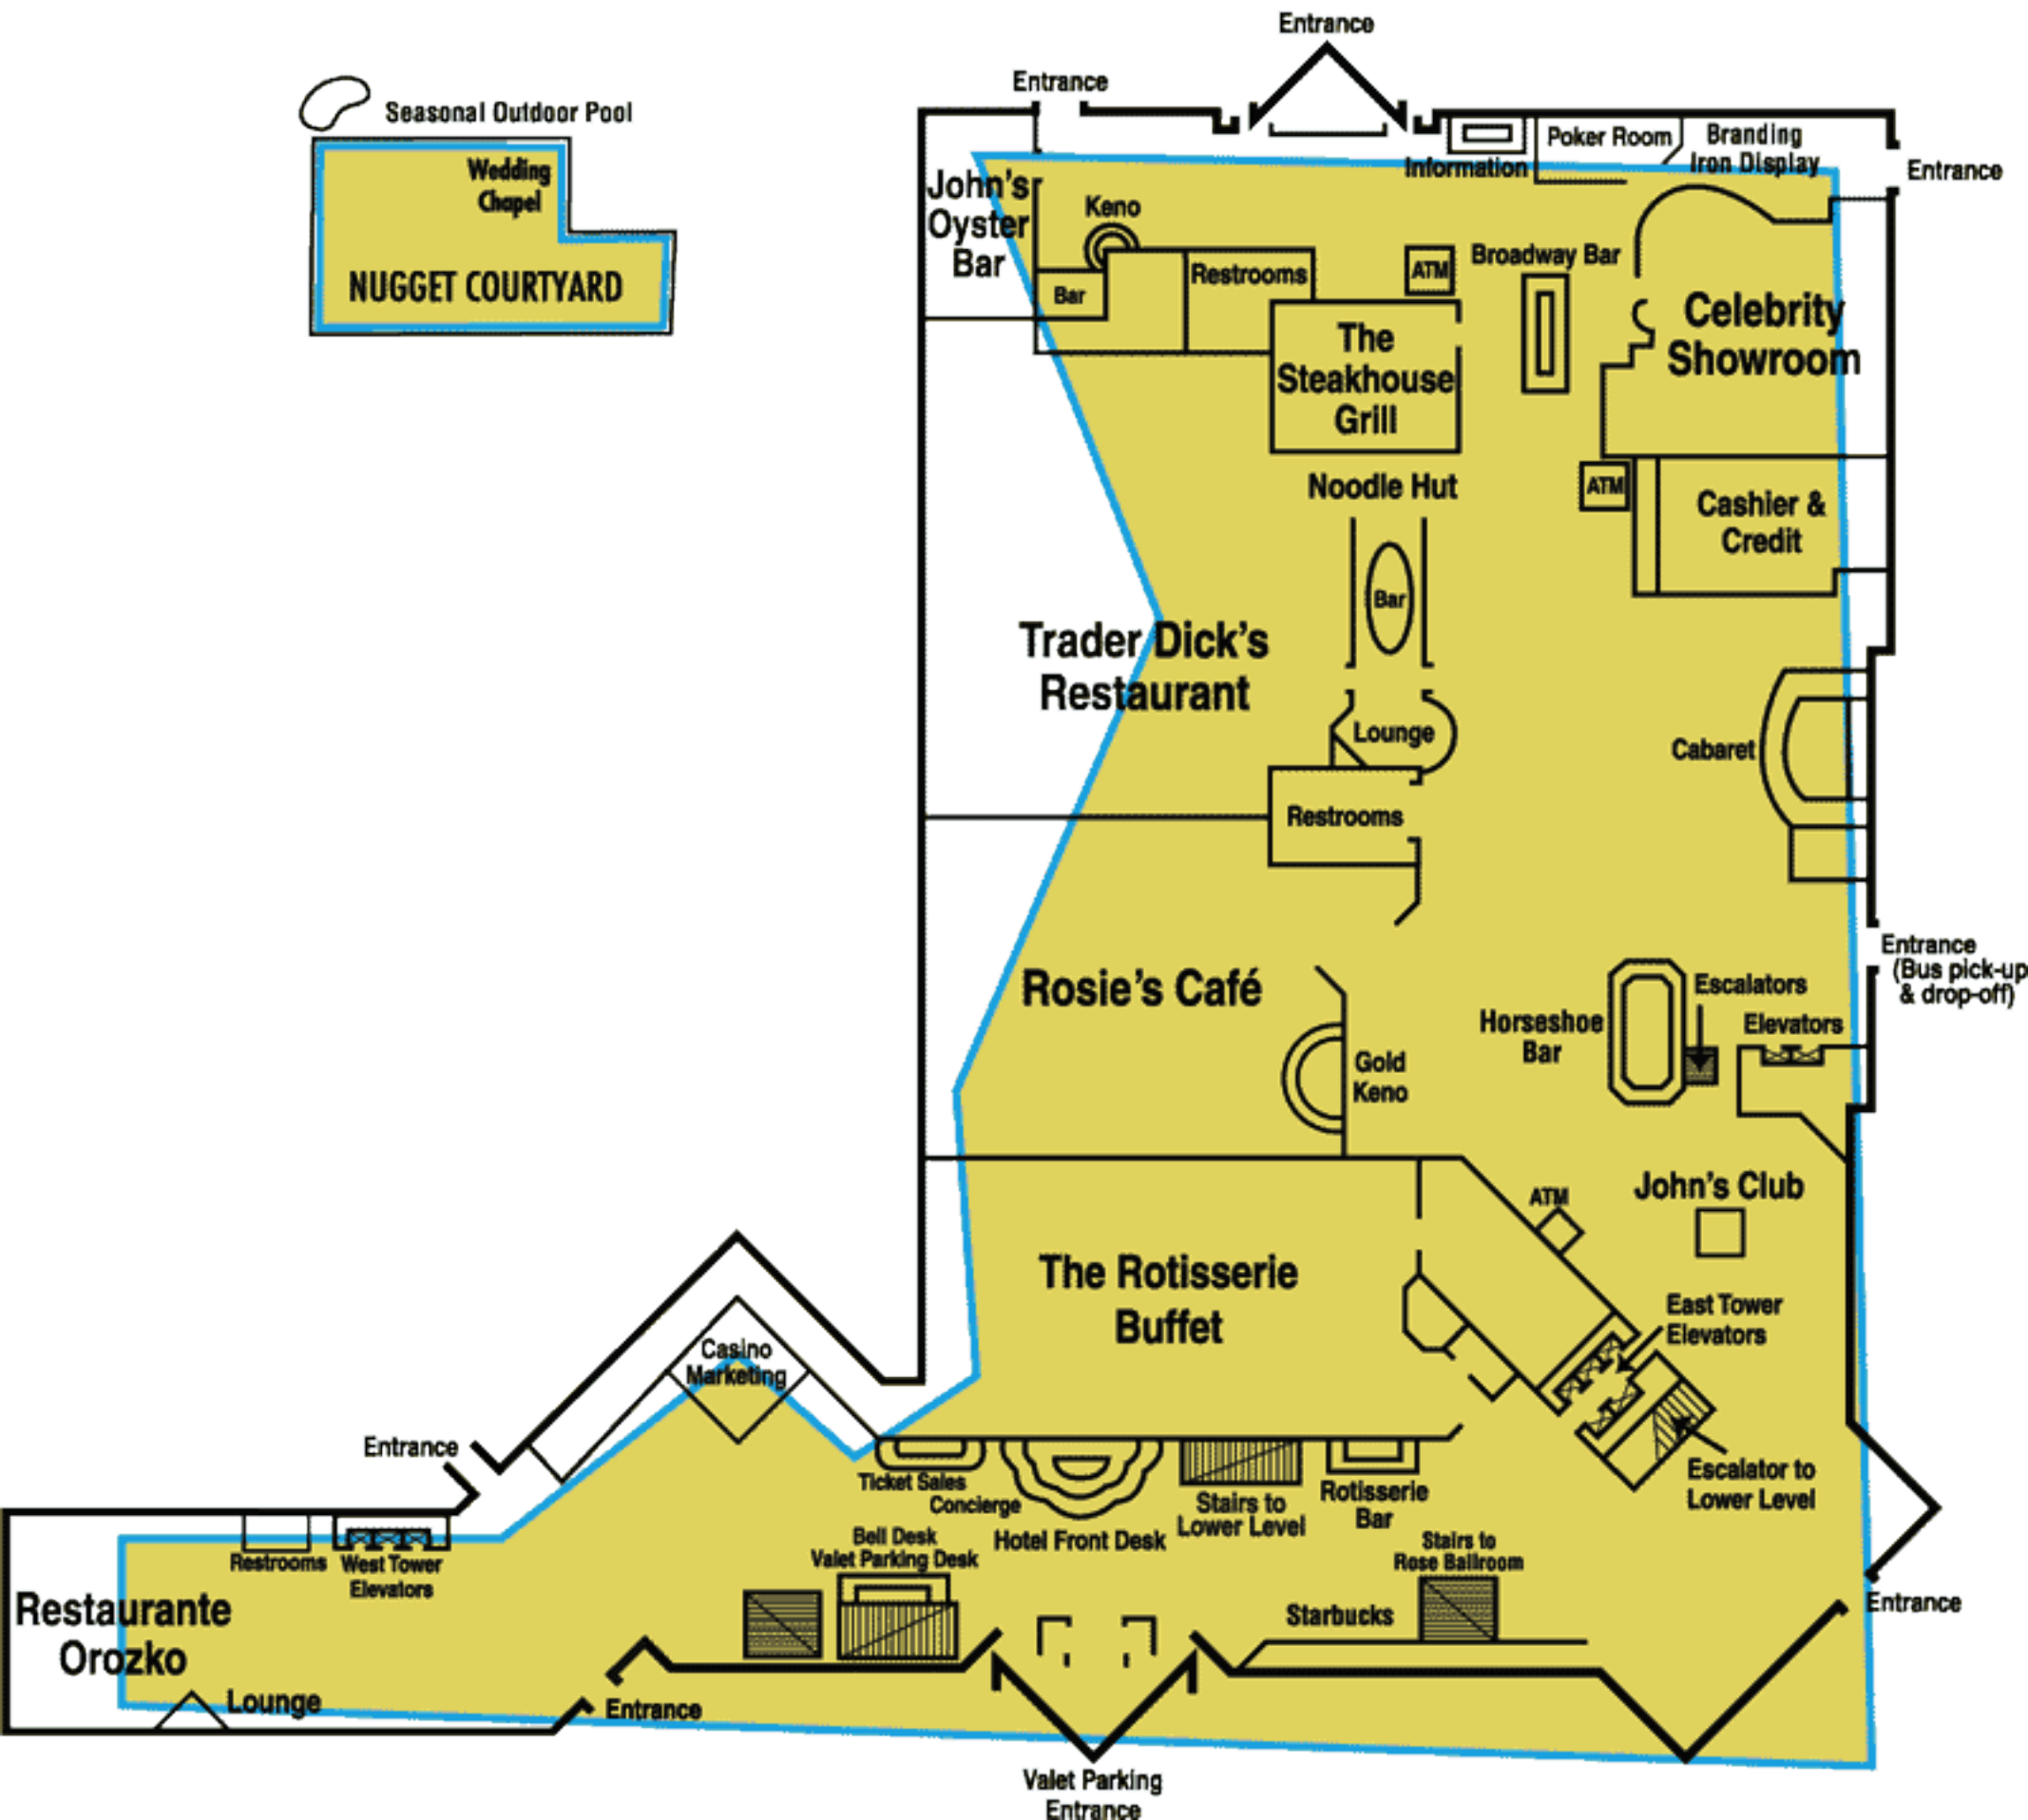 Entrance
Entrance
Seasonal Outdoor Pool
Wedding
Chapel
NUGGET COURTYARD
Poker Room
Branding
Iron Display
Information
Entrance
John's
Oyster
Bar
Keno
Bar
Restrooms
ATM
Broadway Bar
The
Steakhouse
Grill
Celebrity
Showroom
Noodle Hut
ATM
Cashier &
Credit
Bar
Trader Dick's
Restaurant
Lounge
Cabaret
Restrooms
Entrance
(Bus pick-up
& drop-off)
Rosie's Café
Escalators
Horseshoe
Bar
Elevators
Gold
Keno
John's Club
ATM
The Rotisserie
Buffet
East Tower
Elevators
Casino
Marketing
Entrance
Ticket Sales
Concierge
Hotel Front Desk
Stairs to
Lower Level
Rotisserie
Bar
Escalator to
Lower Level
Bell Desk
Valet Parking Desk
Stairs to
Rose Ballroom
Restrooms
West Tower
Elevators
Restaurante
Orozko
Starbucks
Entrance
Lounge
Entrance
Valet Parking
Entrance